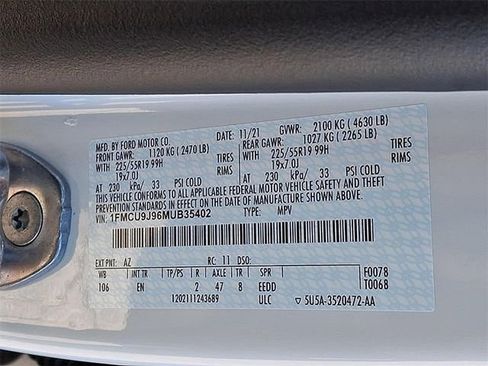 MFD. BY FORD MOTOR CO. 11/21 GVWR: 2100 KG ( 4630 LB)
FRONT GAWR: 1120 KG ( 2470 LB) REAR GAWR: 1027 KG ( 2265 LB)
WITH TIRES WITH TIRES
225/55R19 99H 225/55R19 99H
19x7.0J RIMS 19x7.0J RIMS
AT 230 kPa/ 33 PSI COLD AT 230 kPa/ 33 PSI COLD
THIS VEHICLE CONFORMS TO ALL APPLICABLE FEDERAL MOTOR VEHICLE SAFETY AND THEFT
PREVENTION STANDARDS IN EFFECT ON THE DATE OF MANUFACTURE SHOWN ABOVE.
VIN: 1FMCU9J96MUB35402 TYPE: MPV
EXT PNT: AZ RC: 11 DSO:
WB INT TR TP/PS R AXLE TR SPR F0078
106 EN 2 47 8 EEDD T006B
1202111243689 ULC 5U5A-3520472-AA